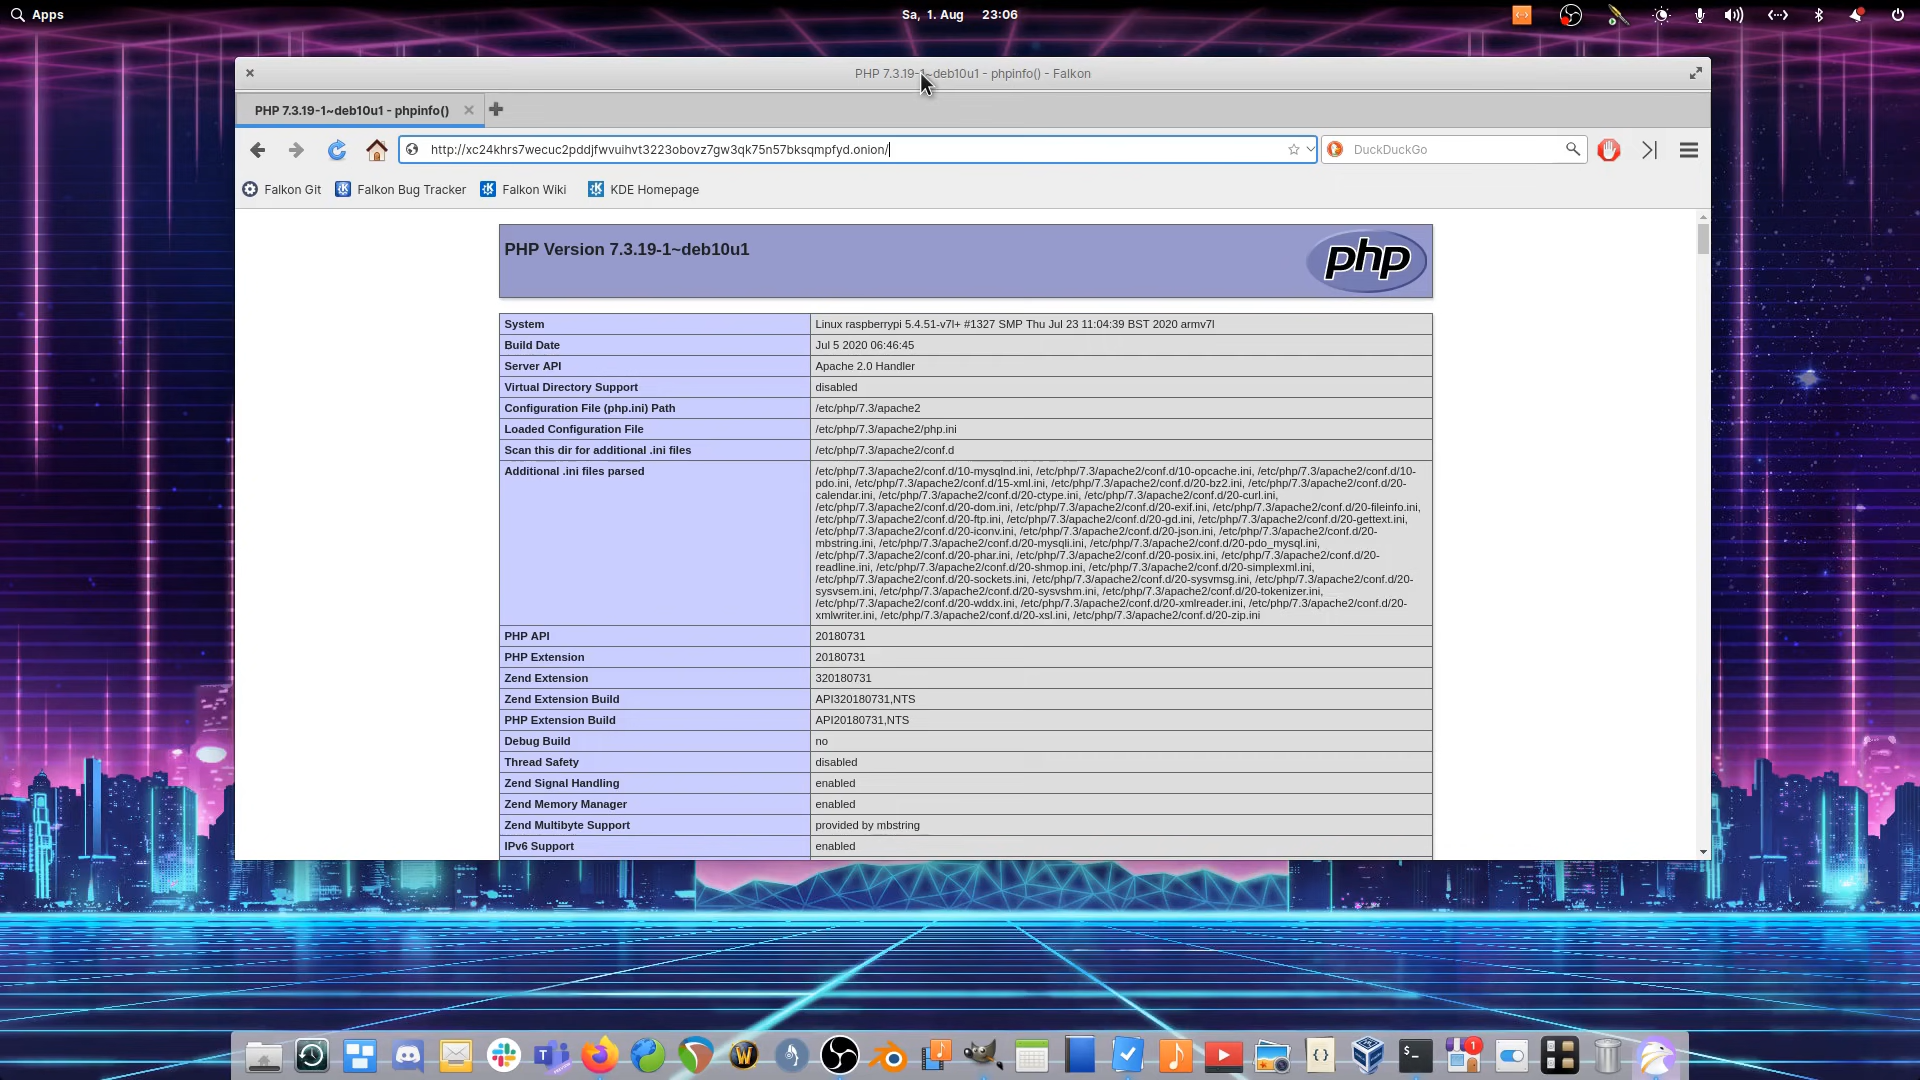 Apps
Sa, 1. Aug 23:06
PHP 7.3.19-1~deb10u1 - phpinfo() - Falkon
PHP 7.3.19-1~deb10u1 - phpinfo()
http://xc24khrs7wecuc2pddjfwvuihvt3223obovz7gw3qk75n57bksqmpfyd.onion/
DuckDuckGo
Falkon Git
Falkon Bug Tracker
Falkon Wiki
KDE Homepage
PHP Version 7.3.19-1~deb10u1
php
System Linux raspberrypi 5.4.51-v7l+ #1327 SMP Thu Jul 23 11:04:39 BST 2020 armv7l
Build Date Jul 5 2020 06:46:45
Server API Apache 2.0 Handler
Virtual Directory Support disabled
Configuration File (php.ini) Path /etc/php/7.3/apache2
Loaded Configuration File /etc/php/7.3/apache2/php.ini
Scan this dir for additional .ini files /etc/php/7.3/apache2/conf.d
Additional .ini files parsed /etc/php/7.3/apache2/conf.d/10-mysqlnd.ini, /etc/php/7.3/apache2/conf.d/10-opcache.ini, /etc/php/7.3/apache2/conf.d/10-
pdo.ini, /etc/php/7.3/apache2/conf.d/15-xml.ini, /etc/php/7.3/apache2/conf.d/20-bz2.ini, /etc/php/7.3/apache2/conf.d/20-
calendar.ini, /etc/php/7.3/apache2/conf.d/20-ctype.ini, /etc/php/7.3/apache2/conf.d/20-curl.ini,
/etc/php/7.3/apache2/conf.d/20-dom.ini, /etc/php/7.3/apache2/conf.d/20-exif.ini, /etc/php/7.3/apache2/conf.d/20-fileinfo.ini,
/etc/php/7.3/apache2/conf.d/20-ftp.ini, /etc/php/7.3/apache2/conf.d/20-gd.ini, /etc/php/7.3/apache2/conf.d/20-gettext.ini,
/etc/php/7.3/apache2/conf.d/20-iconv.ini, /etc/php/7.3/apache2/conf.d/20-json.ini, /etc/php/7.3/apache2/conf.d/20-
mbstring.ini, /etc/php/7.3/apache2/conf.d/20-mysqli.ini, /etc/php/7.3/apache2/conf.d/20-pdo_mysql.ini,
/etc/php/7.3/apache2/conf.d/20-phar.ini, /etc/php/7.3/apache2/conf.d/20-posix.ini, /etc/php/7.3/apache2/conf.d/20-
readline.ini, /etc/php/7.3/apache2/conf.d/20-shmop.ini, /etc/php/7.3/apache2/conf.d/20-simplexml.ini,
/etc/php/7.3/apache2/conf.d/20-sockets.ini, /etc/php/7.3/apache2/conf.d/20-sysvmsg.ini, /etc/php/7.3/apache2/conf.d/20-
sysvsem.ini, /etc/php/7.3/apache2/conf.d/20-sysvshm.ini, /etc/php/7.3/apache2/conf.d/20-tokenizer.ini,
/etc/php/7.3/apache2/conf.d/20-wddx.ini, /etc/php/7.3/apache2/conf.d/20-xmlreader.ini, /etc/php/7.3/apache2/conf.d/20-
xmlwriter.ini, /etc/php/7.3/apache2/conf.d/20-xsl.ini, /etc/php/7.3/apache2/conf.d/20-zip.ini
PHP API 20180731
PHP Extension 20180731
Zend Extension 320180731
Zend Extension Build API320180731,NTS
PHP Extension Build API20180731,NTS
Debug Build no
Thread Safety disabled
Zend Signal Handling enabled
Zend Memory Manager enabled
Zend Multibyte Support provided by mbstring
IPv6 Support enabled